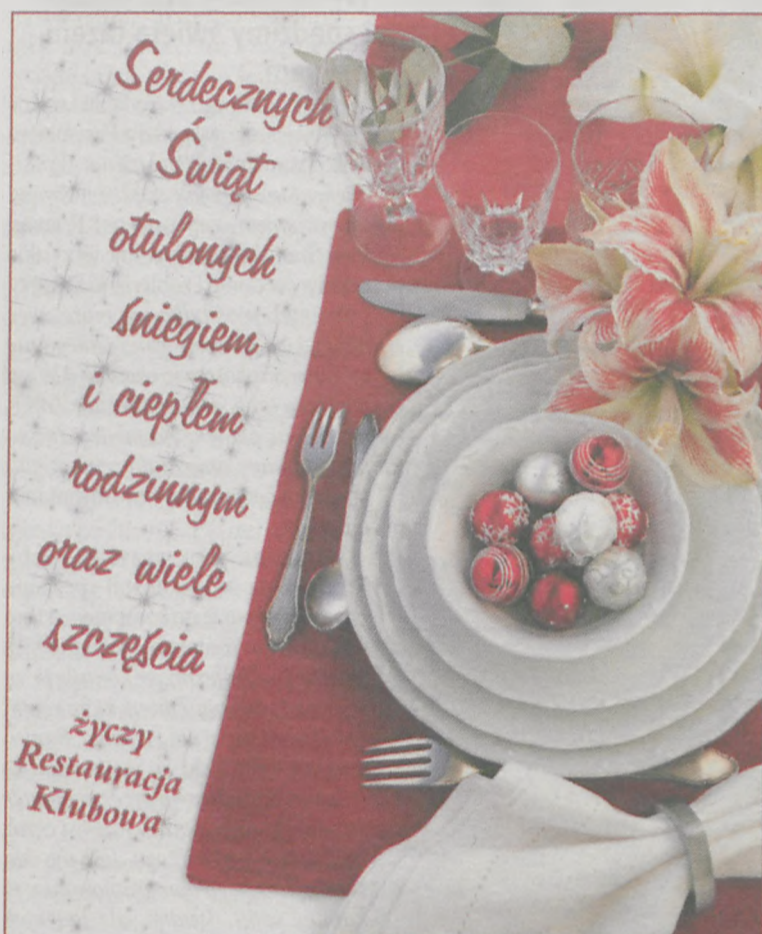 Serdecznych
Świąt
otulonych
śniegiem
i ciepłem
rodzinnym
oraz wiele
szczęścia
życzy
Restauracja
Klubowa